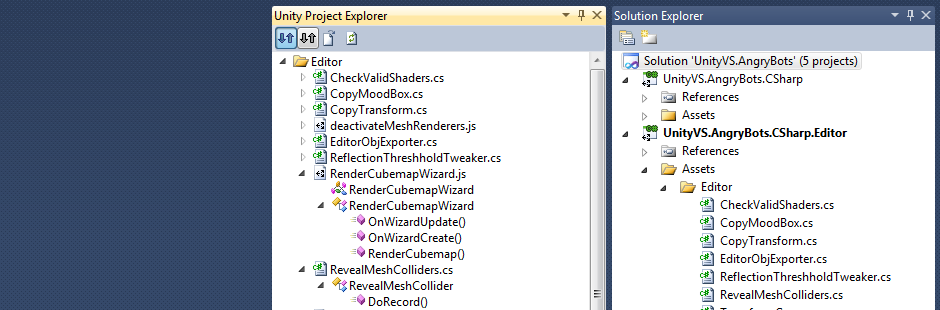 Unity Project Explorer
Editor
CheckValidShaders.cs
CopyMoodBox.cs
CopyTransform.cs
deactivateMeshRenderers.js
EditorObjExporter.cs
ReflectionThreshholdTweaker.cs
RenderCubemapWizard.js
RenderCubemapWizard
RenderCubemapWizard
OnWizardUpdate()
OnWizardCreate()
RenderCubemap()
RevealMeshColliders.cs
RevealMeshCollider
DoRecord()
Solution Explorer
Solution 'UnityVS.AngryBots' (5 projects)
UnityVS.AngryBots.CSharp
References
Assets
UnityVS.AngryBots.CSharp.Editor
References
Assets
Editor
CheckValidShaders.cs
CopyMoodBox.cs
CopyTransform.cs
EditorObjExporter.cs
ReflectionThreshholdTweaker.cs
RevealMeshColliders.cs